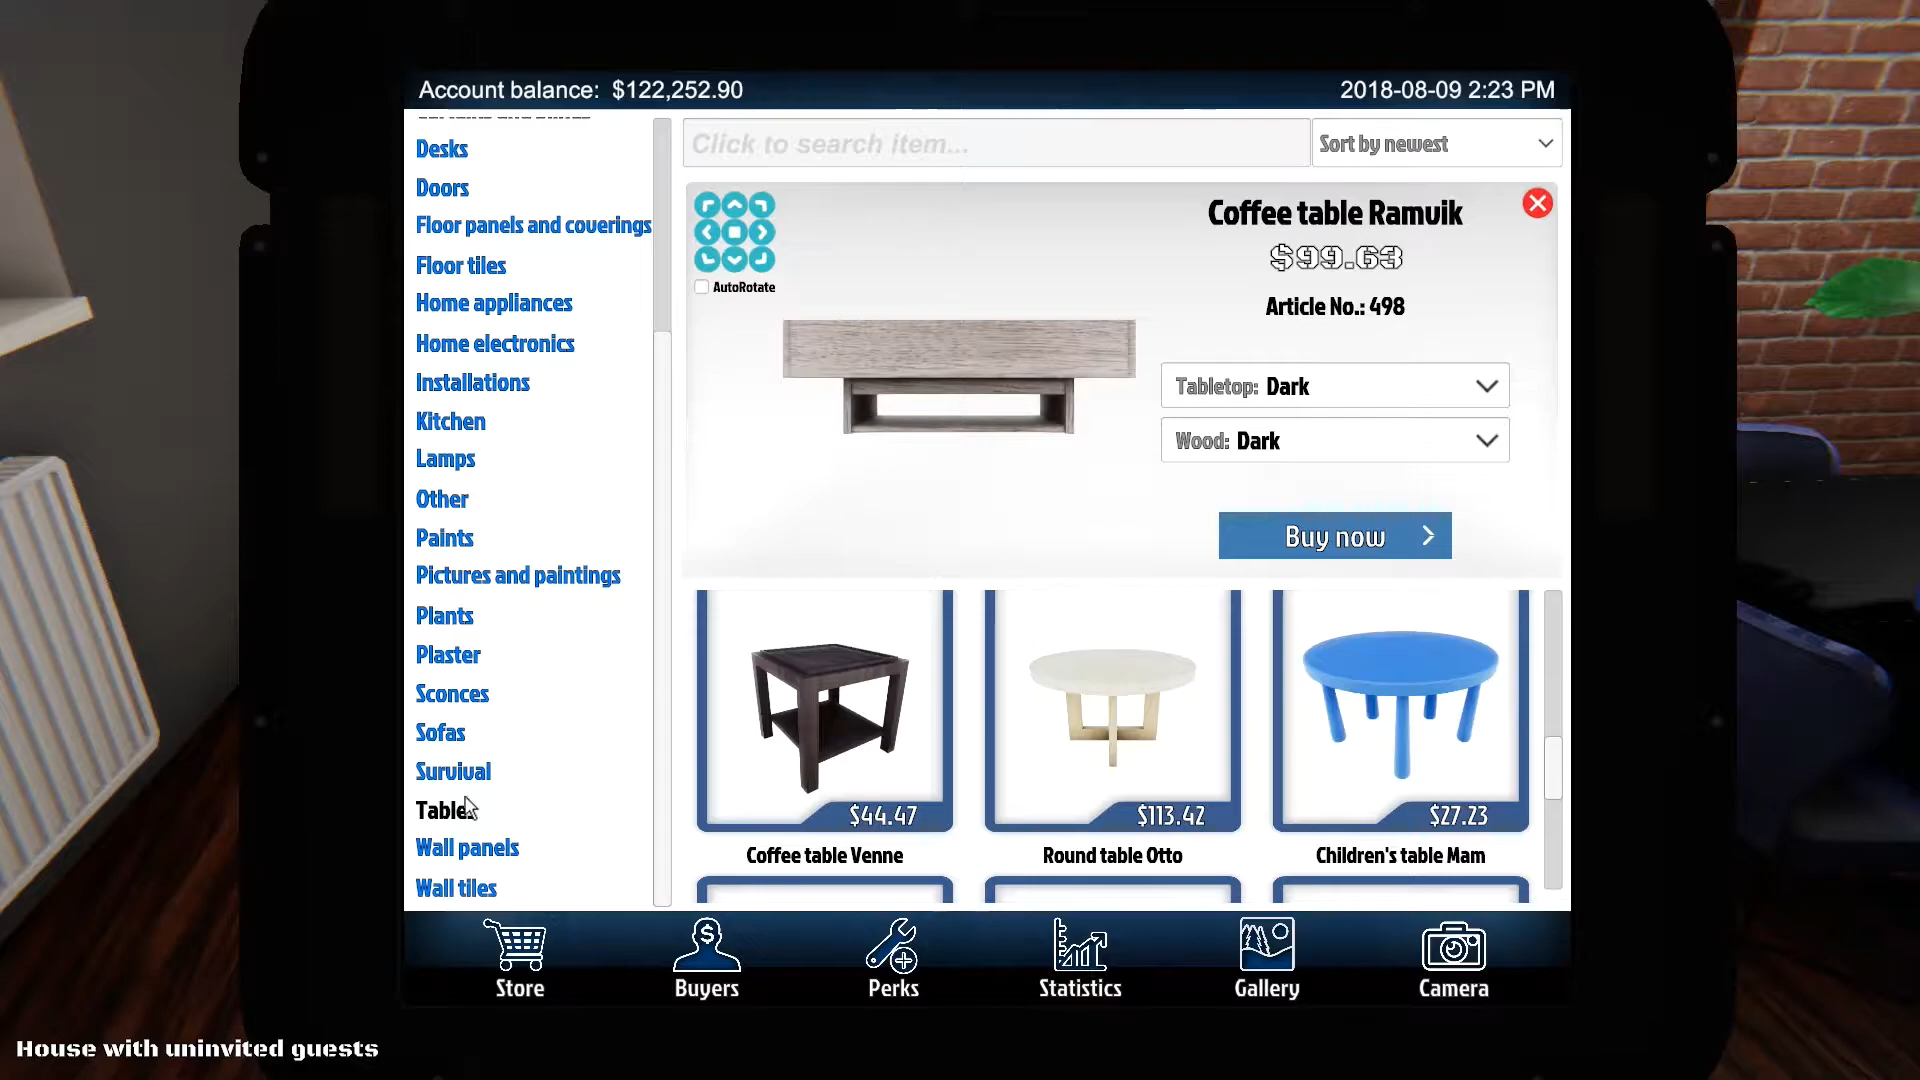 Account balance: $122,252.90
2018-08-09 2:23 PM
Desks
Doors
Floor panels and coverings
Floor tiles
Home appliances
Home electronics
Installations
Kitchen
Lamps
Other
Paints
Pictures and paintings
Plants
Plaster
Sconces
Sofas
Survival
Wall panels
Wall tiles
Click to search item...
Sort by newest
AutoRotate
Coffee table Ramvik
$99.63
Article No.: 498
Tabletop: Dark
Wood: Dark
Buy now
$44.47
$113.42
$27.23
Coffee table Venne
Round table Otto
Children's table Mam
Store
Buyers
Perks
Statistics
Gallery
Camera
House with uninvited guests